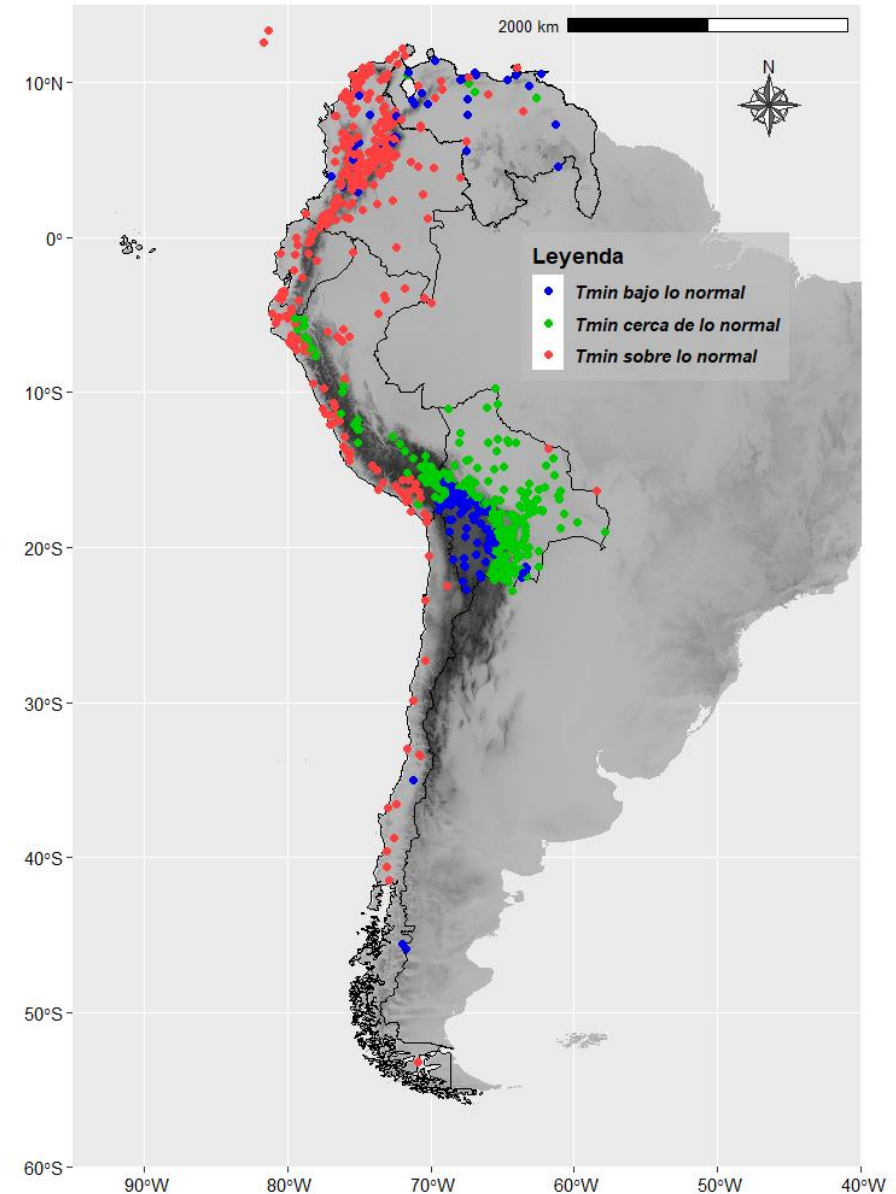 2000 km
N
10°N
0°
10°S
20°S
30°S
40°S
50°S
60°S
Leyenda
Tmin bajo lo normal
Tmin cerca de lo normal
Tmin sobre lo normal
90°W
80°W
70°W
60°W
50°W
40°W